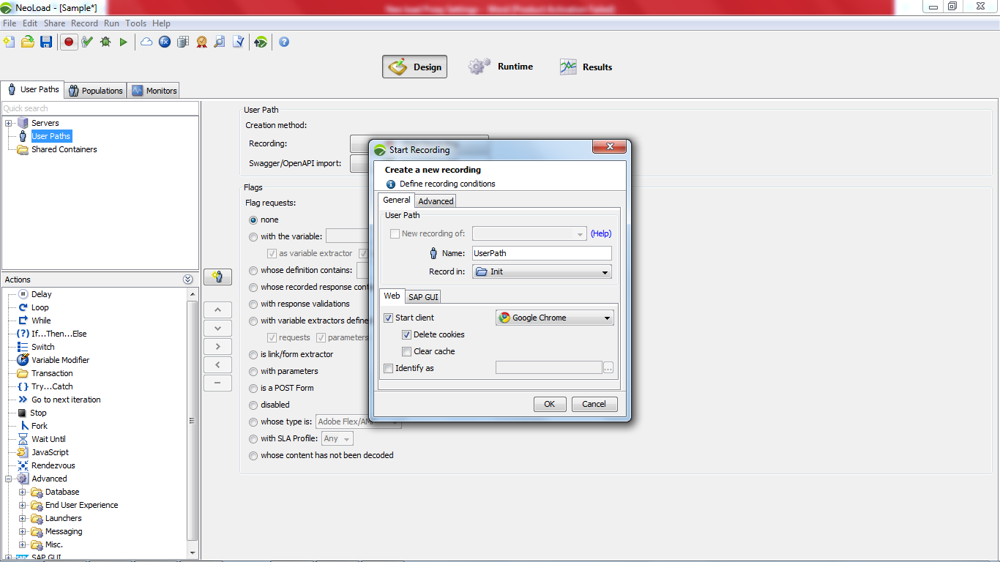 NeoLoad - [Sample*]
Neo load Proxy Settings - Word (Product Activation Failed)
File Edit Share Record Run Tools Help
Design Runtime Results
User Paths Populations Monitors
Quick search
Servers
User Paths
Shared Containers
Actions
Delay
Loop
While
If...Then...Else
Switch
Variable Modifier
Transaction
Try...Catch
Go to next iteration
Stop
Fork
Wait Until
JavaScript
Rendezvous
Advanced
Database
End User Experience
Launchers
Messaging
Misc.
SAP GUI
User Path
Creation method:
Recording:
Swagger/OpenAPI import:
Flags
Flag requests:
none
with the variable:
as variable extractor
whose definition contains:
whose recorded response cont
with response validations
with variable extractors define
requests parameters
is link/form extractor
with parameters
is a POST Form
disabled
whose type is: Adobe Flex/AM
with SLA Profile: Any
whose content has not been decoded
Start Recording
Create a new recording
Define recording conditions
General Advanced
User Path
New recording of: (Help)
Name: UserPath
Record in: Init
Web SAP GUI
Start client Google Chrome
Delete cookies
Clear cache
Identify as ...
OK Cancel